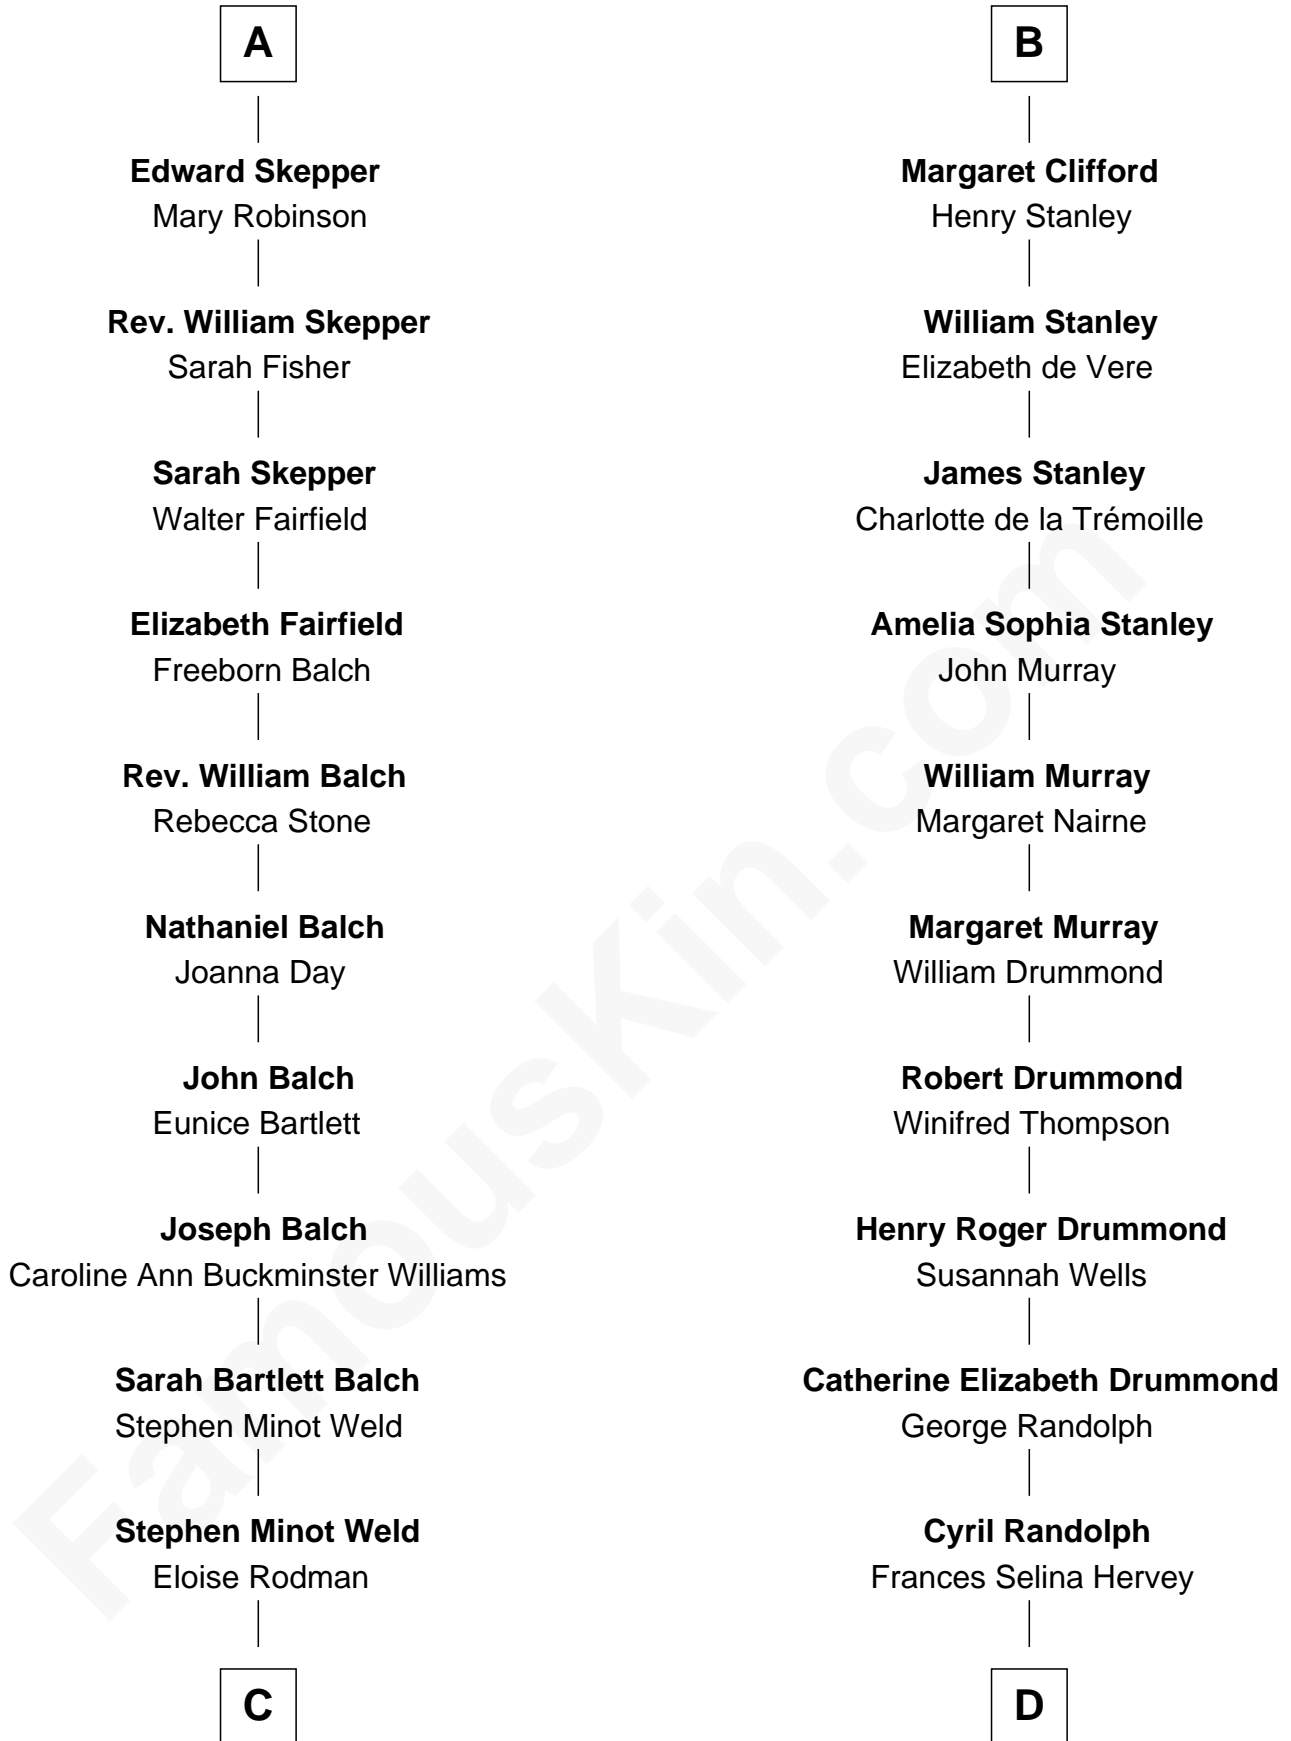 A
Edward Skepper
Mary Robinson
Rev. William Skepper
Sarah Fisher
Sarah Skepper
Walter Fairfield
Elizabeth Fairfield
Freeborn Balch
Rev. William Balch
Rebecca Stone
Nathaniel Balch
Joanna Day
John Balch
Eunice Bartlett
Joseph Balch
Caroline Ann Buckminster Williams
Sarah Bartlett Balch
Stephen Minot Weld
Stephen Minot Weld
Eloise Rodman
C
B
Margaret Clifford
Henry Stanley
William Stanley
Elizabeth de Vere
James Stanley
Charlotte de la Trémoille
Amelia Sophia Stanley
John Murray
William Murray
Margaret Nairne
Margaret Murray
William Drummond
Robert Drummond
Winifred Thompson
Henry Roger Drummond
Susannah Wells
Catherine Elizabeth Drummond
George Randolph
Cyril Randolph
Frances Selina Hervey
D
FamousKin.com